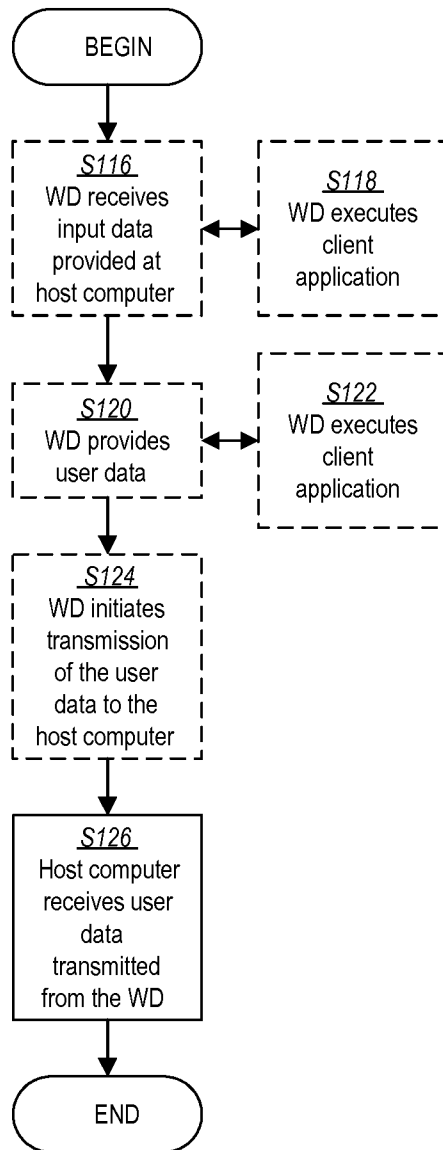 BEGIN
S116
WD receives
input data
provided at
host computer
S118
WD executes
client
application
S120
WD provides
user data
S122
WD executes
client
application
S124
WD initiates
transmission
of the user
data to the
host computer
S126
Host computer
receives user
data
transmitted
from the WD
END